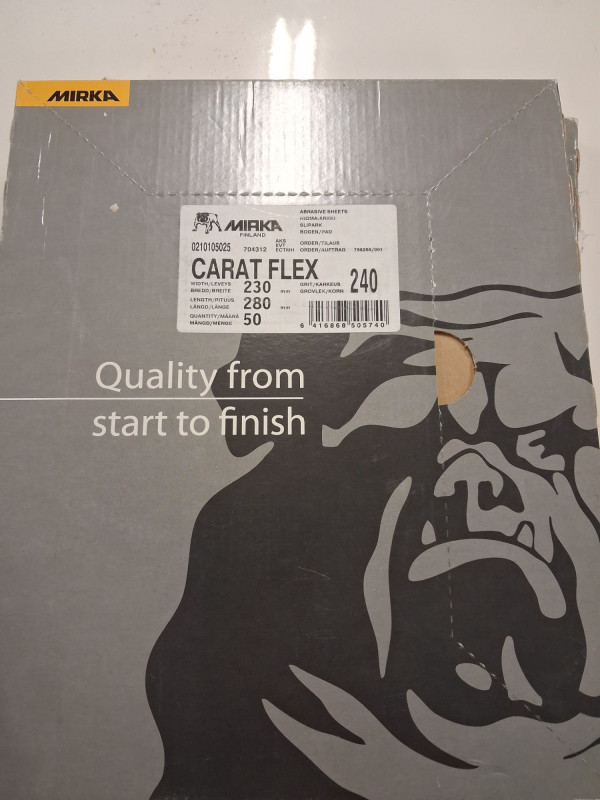 MIRKA
MIRKA
FINLAND
ABRASIVE SHEETS
HIOMA-ARKKI
SLIPARK
BOGEN/PAD
0210105025 704312
ORDER/TILAUS
ORDER/AUFTRAG
CARAT FLEX 240
WIDTH/LEVEYS
BREDD/BREITE 230 mm
GRIT/KARKEUS
GROVLEK/KORN
LENGTH/PITUUS
LÄNGD/LÄNGE 280 mm
QUANTITY/MÄÄRÄ
MÄNGD/MENGE 50
6 416868 505740
Quality from
start to finish